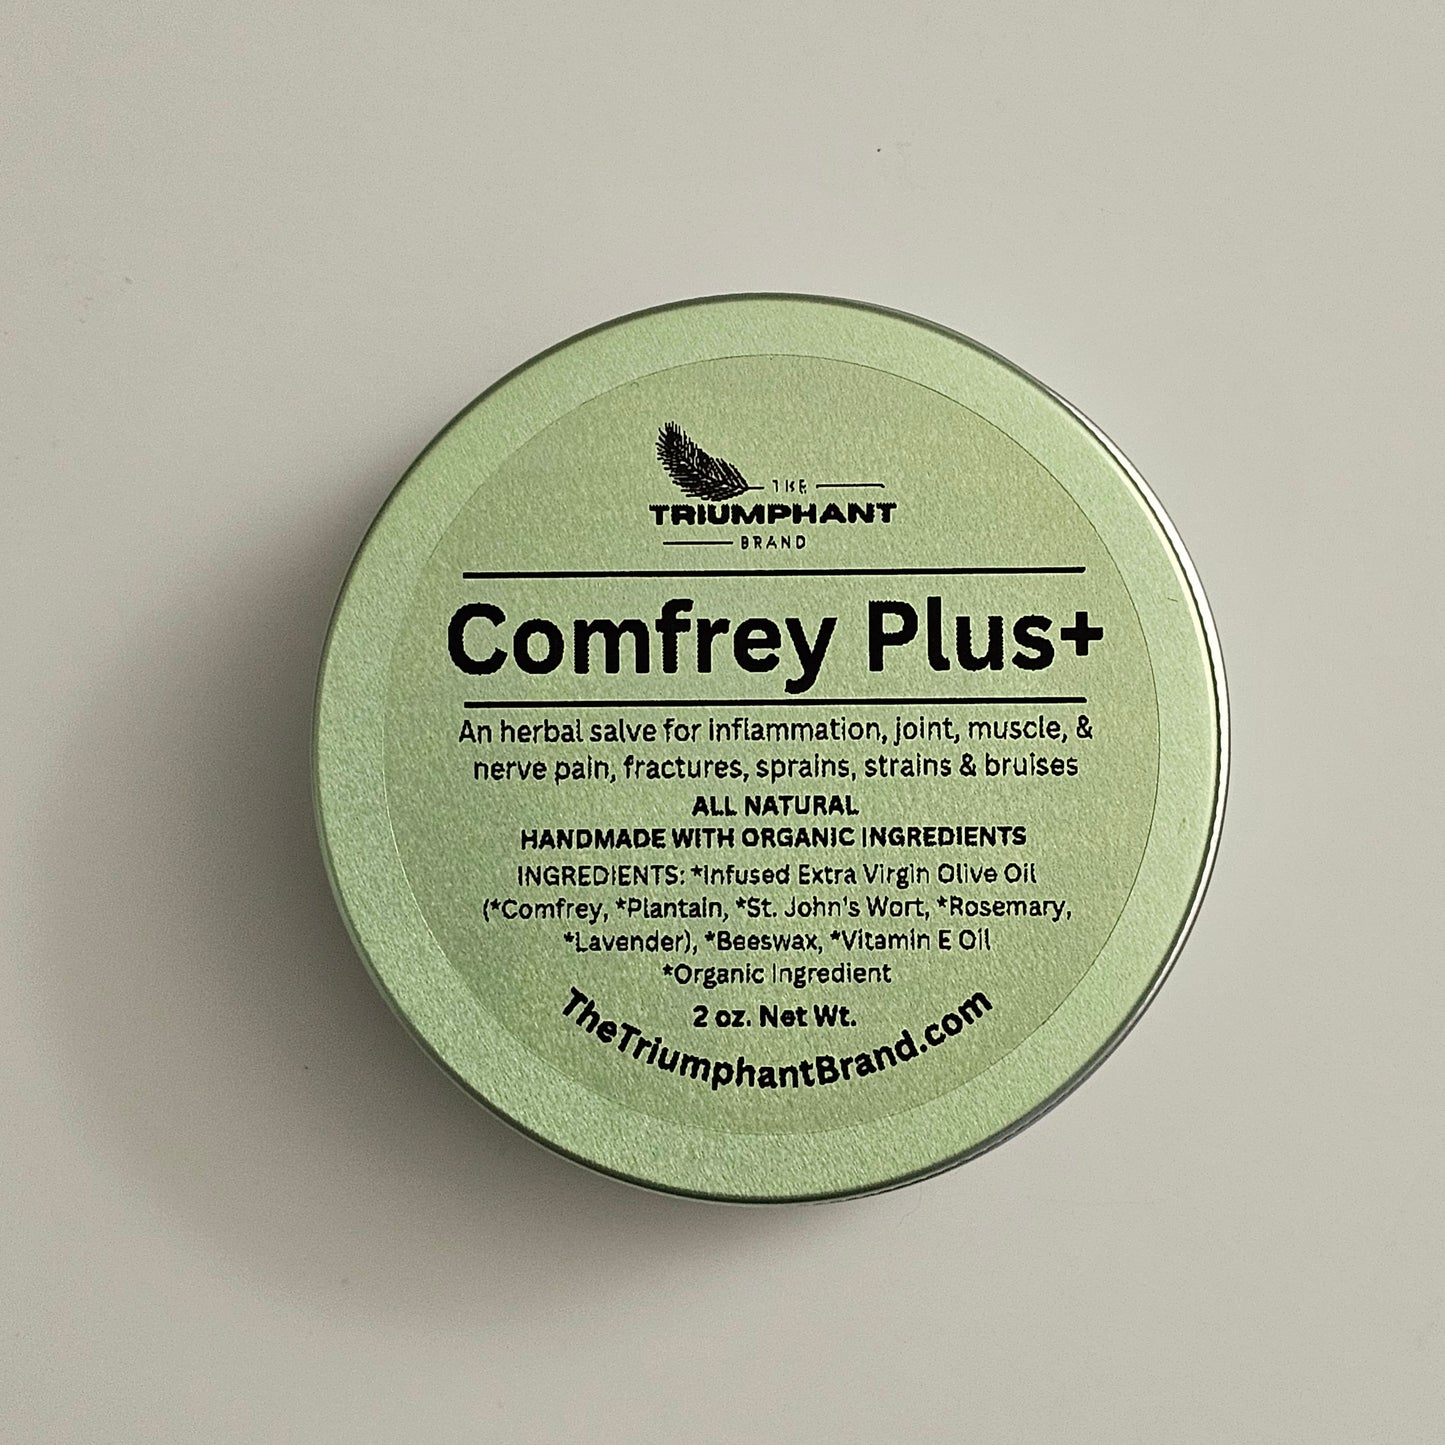 THE
TRIUMPHANT
BRAND
Comfrey Plus+
An herbal salve for inflammation, joint, muscle, &
nerve pain, fractures, sprains, strains & bruises
ALL NATURAL
HANDMADE WITH ORGANIC INGREDIENTS
INGREDIENTS: *Infused Extra Virgin Olive Oil
(*Comfrey, *Plantain, *St. John's Wort, *Rosemary,
*Lavender), *Beeswax, *Vitamin E Oil
*Organic Ingredient
2 oz. Net Wt.
TheTriumphantBrand.com